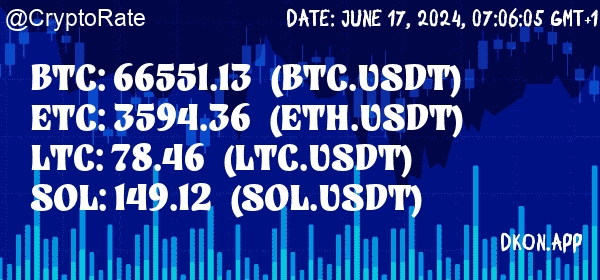 @CryptoRate
DATE: JUNE 17, 2024, 07:06:05 GMT+1
BTC: 66551.13 (BTC.USDT)
ETC: 3594.36 (ETH.USDT)
LTC: 78.46 (LTC.USDT)
SOL: 149.12 (SOL.USDT)
DKON.APP